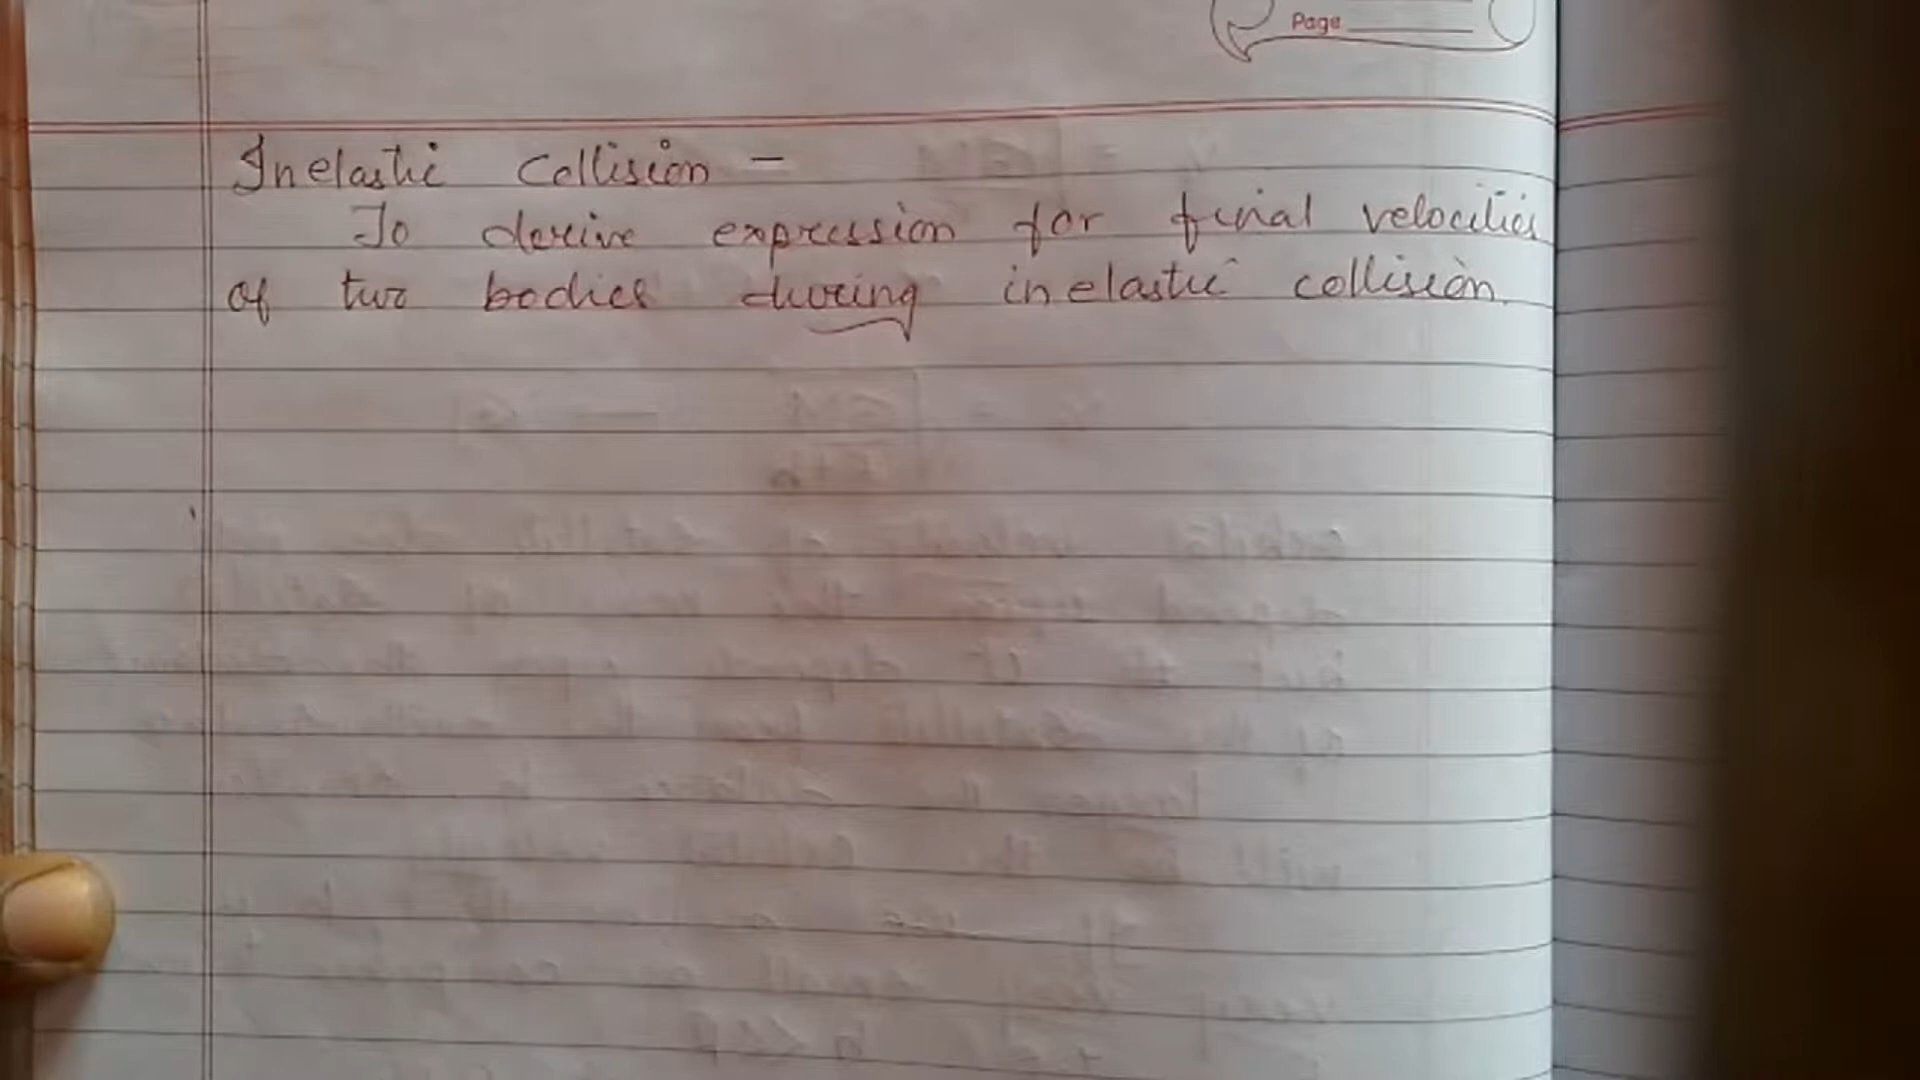 Page
Inelastic Collision -
To derive expression for final velocities
of two bodies during inelastic collision.